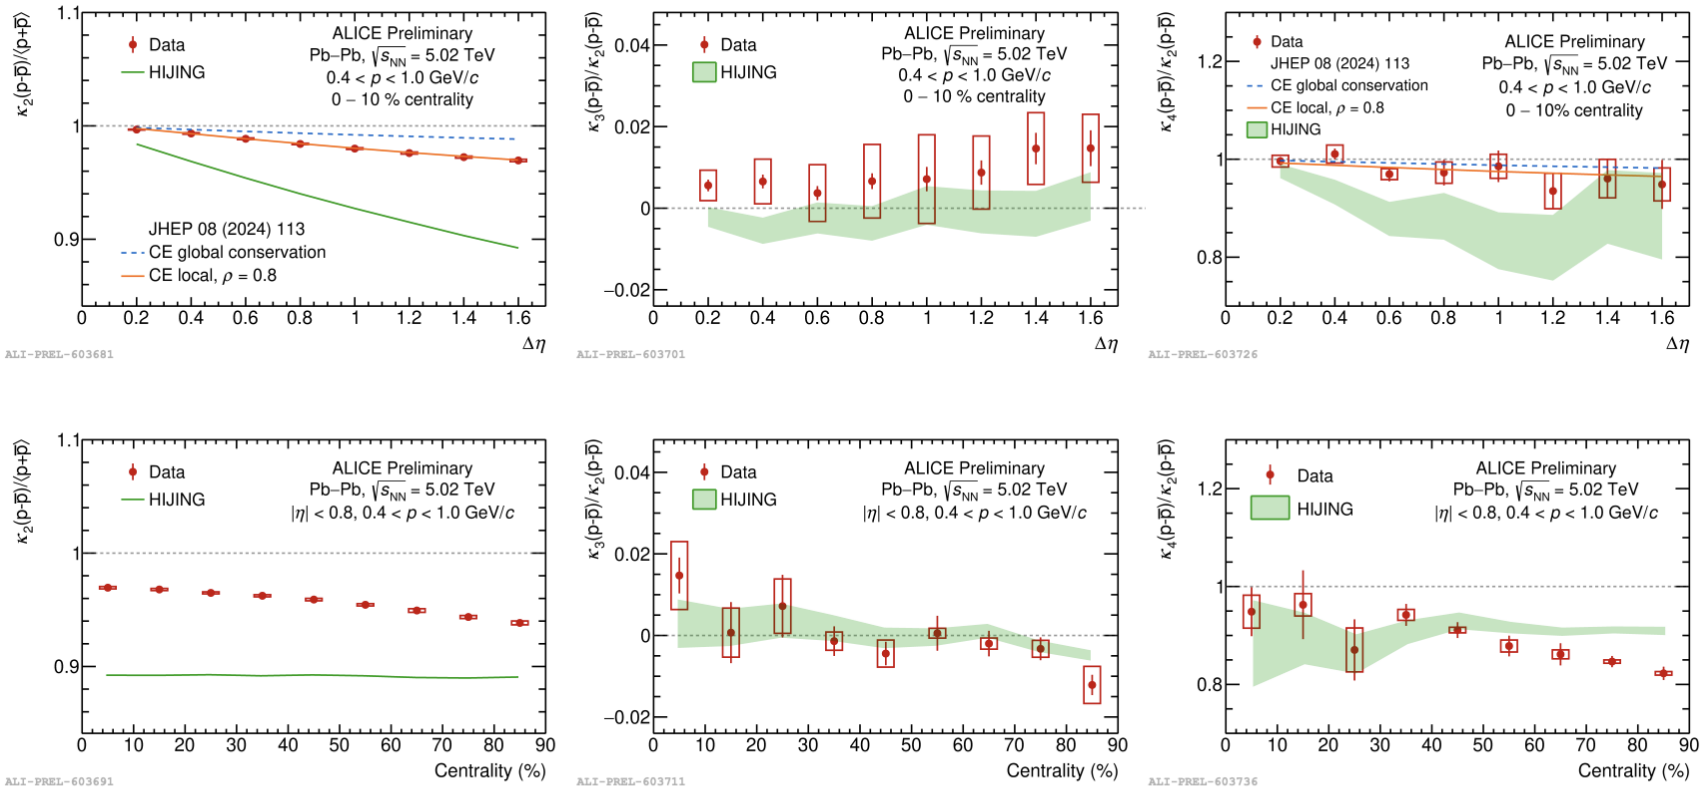 κ₂(p-p̅)/⟨p+p̅⟩
1.1
1
0.9
Data
HIJING
ALICE Preliminary
Pb–Pb, √sNN = 5.02 TeV
0.4 < p < 1.0 GeV/c
0 – 10 % centrality
JHEP 08 (2024) 113
CE global conservation
CE local, ρ = 0.8
0 0.2 0.4 0.6 0.8 1 1.2 1.4 1.6
Δη
ALI-PREL-603681
κ₃(p-p̅)/κ₂(p-p̅)
0.04
0.02
0
−0.02
Data
HIJING
ALICE Preliminary
Pb–Pb, √sNN = 5.02 TeV
0.4 < p < 1.0 GeV/c
0 – 10 % centrality
0 0.2 0.4 0.6 0.8 1 1.2 1.4 1.6
Δη
ALI-PREL-603701
κ₄(p-p̅)/κ₂(p-p̅)
1.2
1
0.8
Data
JHEP 08 (2024) 113
CE global conservation
CE local, ρ = 0.8
HIJING
ALICE Preliminary
Pb–Pb, √sNN = 5.02 TeV
0.4 < p < 1.0 GeV/c
0 – 10% centrality
0 0.2 0.4 0.6 0.8 1 1.2 1.4 1.6
Δη
ALI-PREL-603726
κ₂(p-p̅)/⟨p+p̅⟩
1.1
1
0.9
Data
HIJING
ALICE Preliminary
Pb–Pb, √sNN = 5.02 TeV
|η| < 0.8, 0.4 < p < 1.0 GeV/c
0 10 20 30 40 50 60 70 80 90
Centrality (%)
ALI-PREL-603691
κ₃(p-p̅)/κ₂(p-p̅)
0.04
0.02
0
−0.02
Data
HIJING
ALICE Preliminary
Pb–Pb, √sNN = 5.02 TeV
|η| < 0.8, 0.4 < p < 1.0 GeV/c
0 10 20 30 40 50 60 70 80 90
Centrality (%)
ALI-PREL-603711
κ₄(p-p̅)/κ₂(p-p̅)
1.2
1
0.8
Data
HIJING
ALICE Preliminary
Pb–Pb, √sNN = 5.02 TeV
|η| < 0.8, 0.4 < p < 1.0 GeV/c
0 10 20 30 40 50 60 70 80 90
Centrality (%)
ALI-PREL-603736